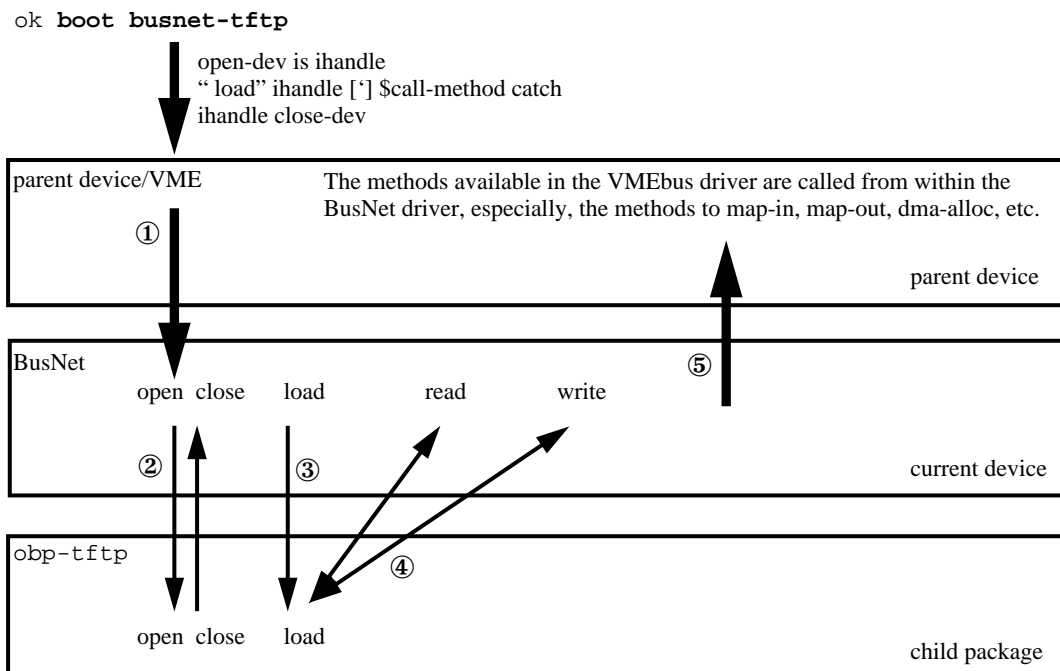 ok boot busnet-tftp
open-dev is ihandle
“ load” ihandle [‘] $call-method catch
ihandle close-dev
parent device/VME
The methods available in the VMEbus driver are called from within the
BusNet driver, especially, the methods to map-in, map-out, dma-alloc, etc.
①
parent device
BusNet
⑤
open close load read write
② ③
current device
obp-tftp
④
open close load
child package